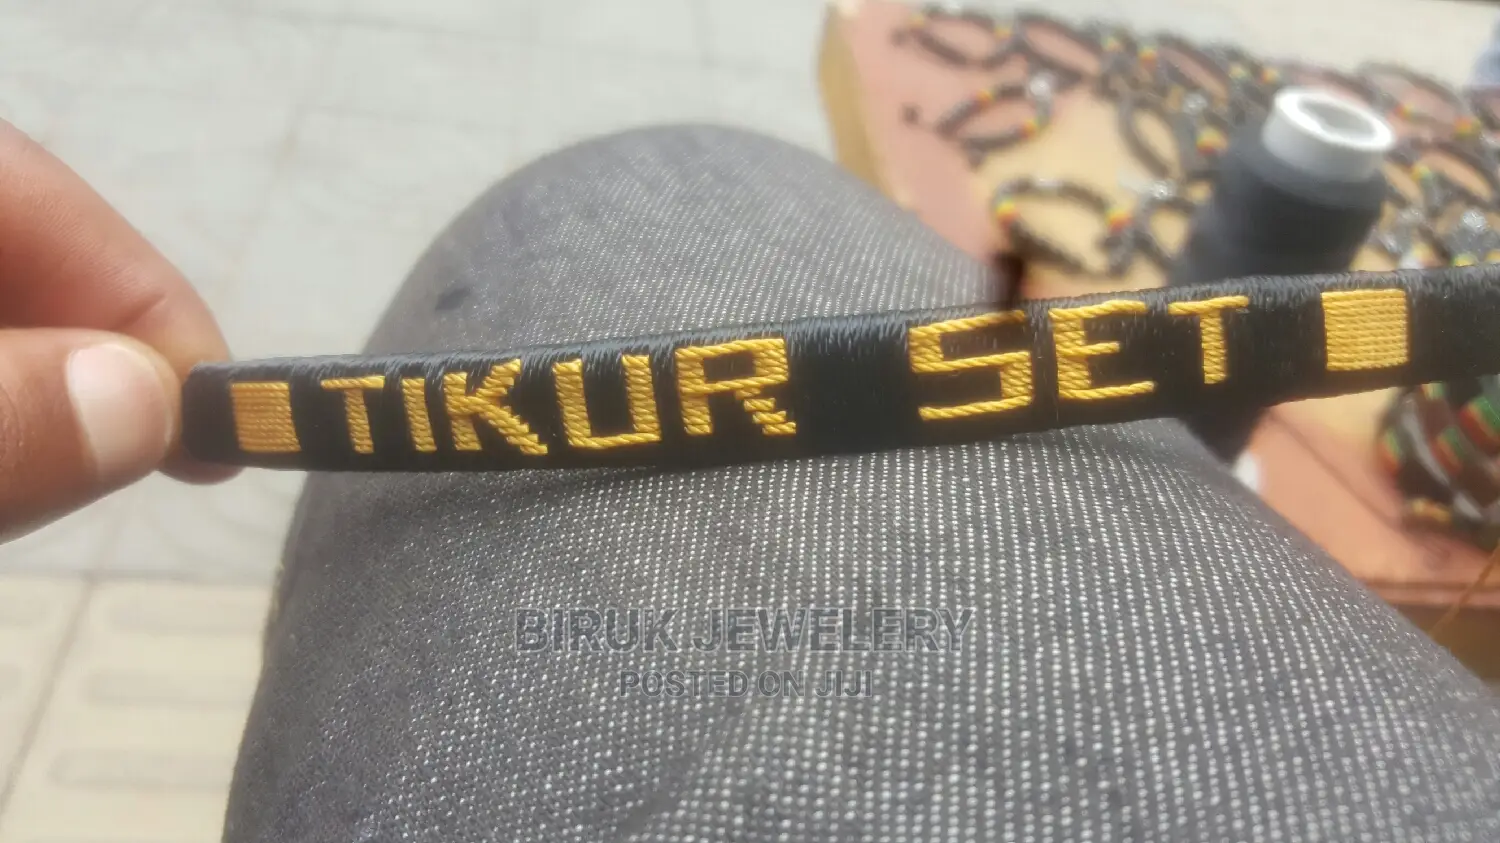 TIKUR SET
BIRUK JEWELERY
POSTED ON JIJI